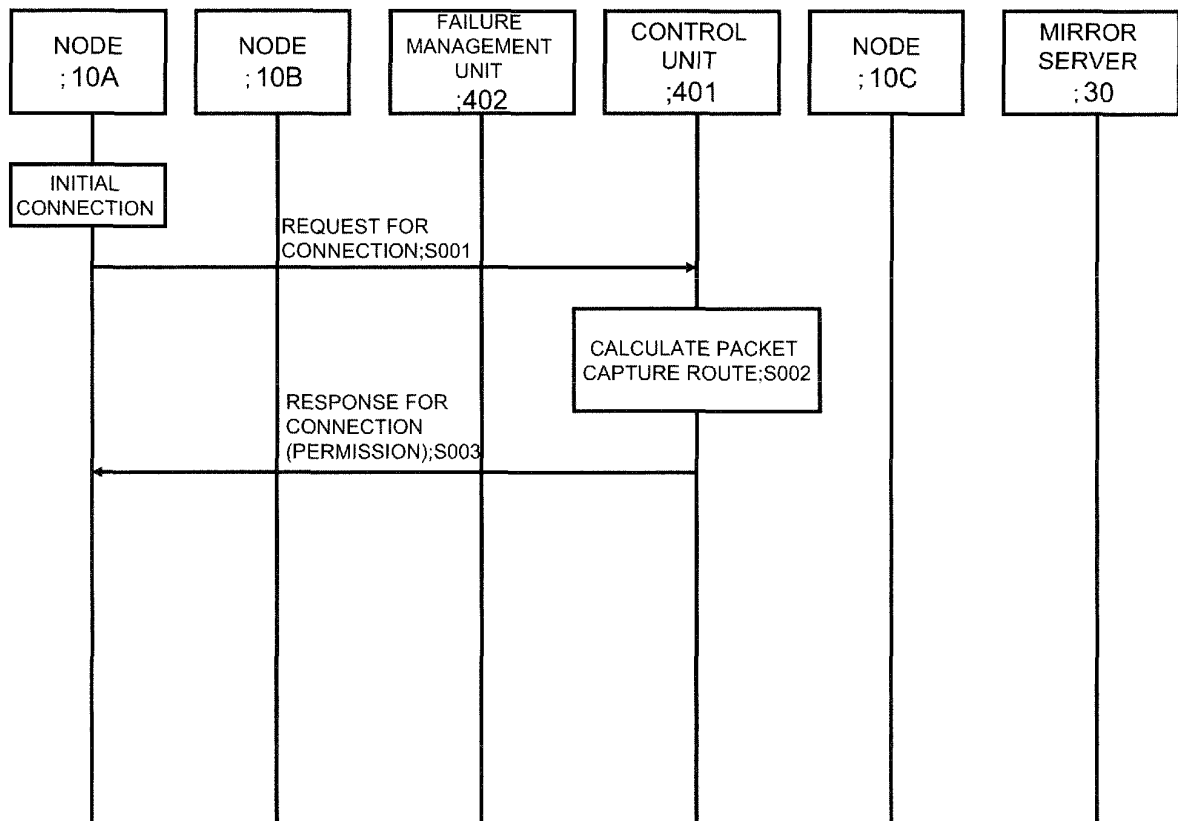 NODE
; 10A
NODE
; 10B
FAILURE
MANAGEMENT
UNIT
;402
CONTROL
UNIT
;401
NODE
; 10C
MIRROR
SERVER
; 30
INITIAL
CONNECTION
REQUEST FOR
CONNECTION;S001
CALCULATE PACKET
CAPTURE ROUTE;S002
RESPONSE FOR
CONNECTION
(PERMISSION);S003